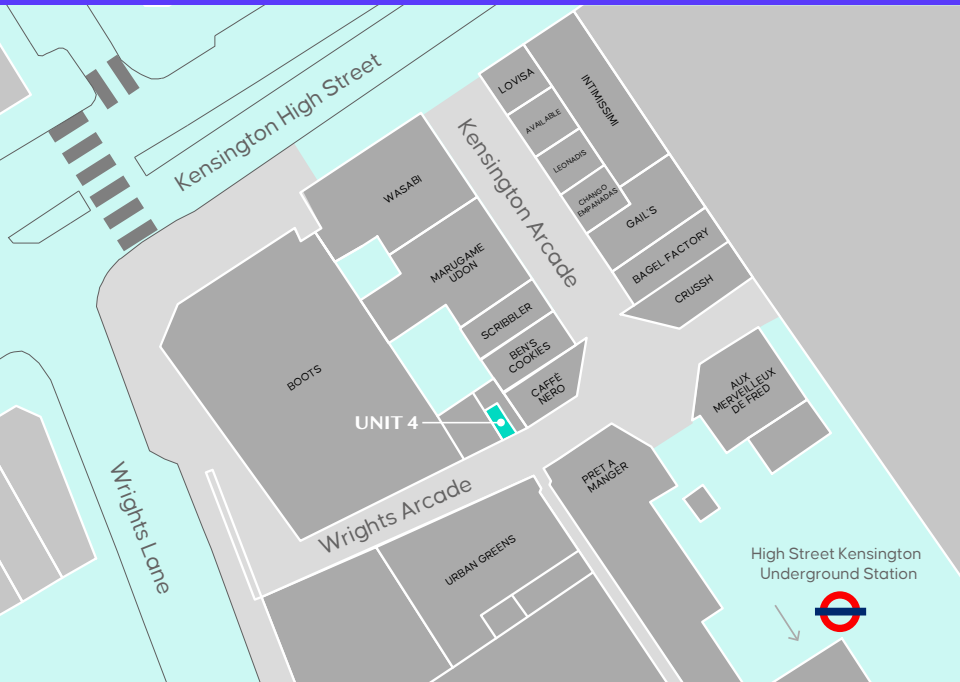 Kensington High Street
LOVISA
INTIMISSIMI
AVAILABLE
LEONADIS
CHANGO
EMPANADAS
Kensington Arcade
WASABI
GAIL'S
MARUGAME
UDON
BAGEL FACTORY
CRUSSH
SCRIBBLER
BEN'S
COOKIES
BOOTS
CAFFÈ
NERO
AUX
MERVEILLEUX
DE FRED
UNIT 4
PRET A
MANGER
Wrights Arcade
Wrights Lane
URBAN GREENS
High Street Kensington
Underground Station